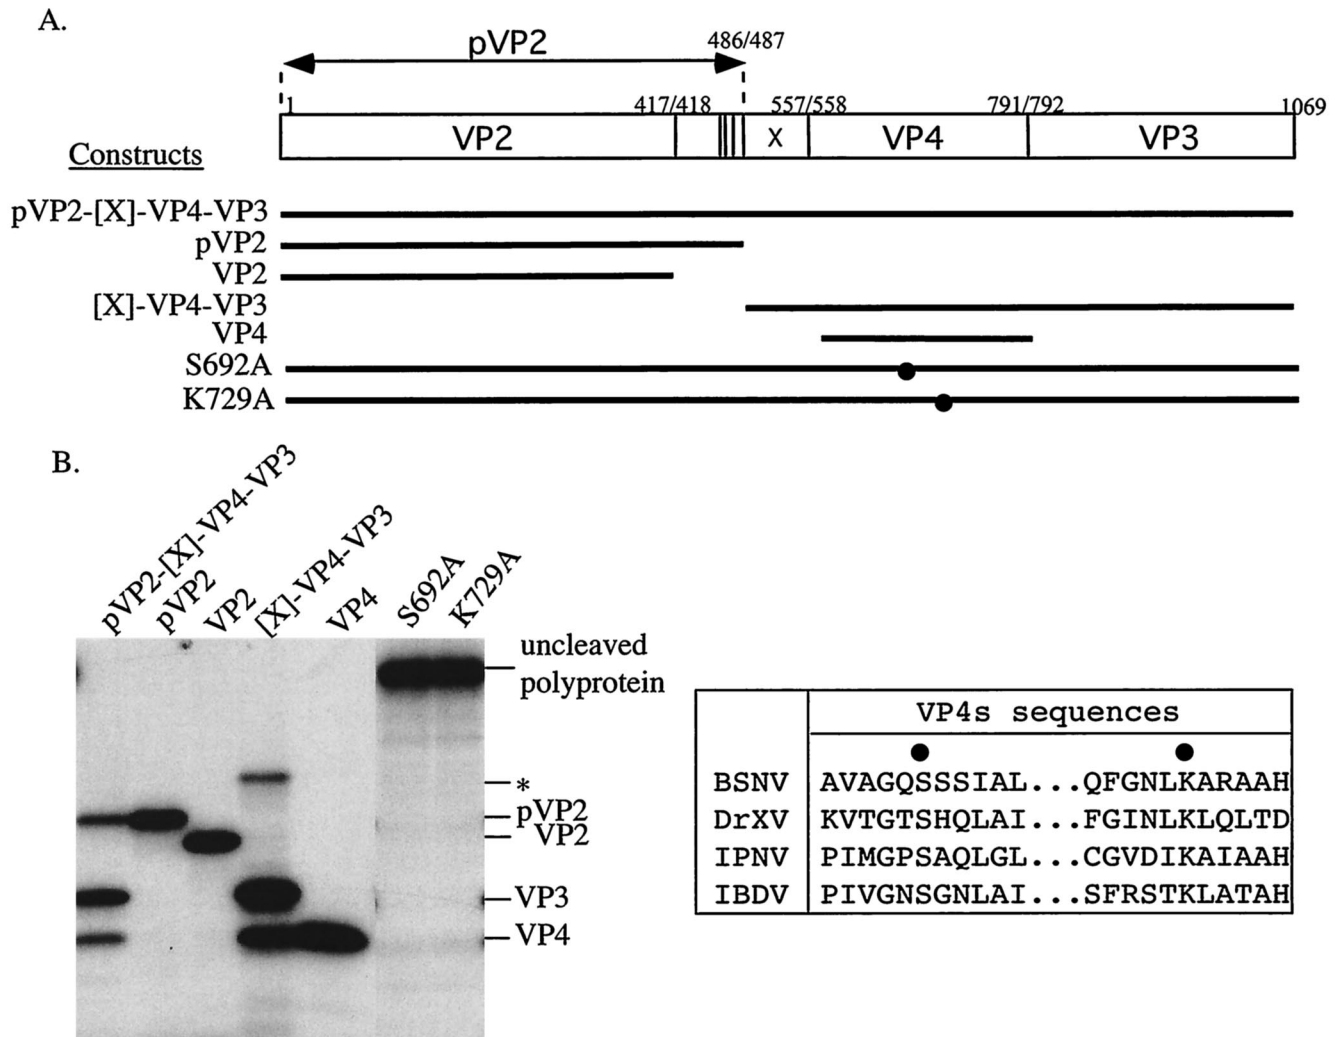 A.
pVP2
486/487
1
417/418
557/558
791/792
1069
VP2
X
VP4
VP3
Constructs
pVP2-[X]-VP4-VP3
pVP2
VP2
[X]-VP4-VP3
VP4
S692A
K729A
B.
pVP2-[X]-VP4-VP3
pVP2
VP2
[X]-VP4-VP3
VP4
S692A
K729A
uncleaved
polyprotein
*
pVP2
VP2
VP3
VP4
VP4s sequences
BSNV AVAGQSSSIAL...QFGNLKARAAH
DrXV KVTGTSHQLAI...FGINLKLQLTD
IPNV PIMGPSAQLGL...CGVDIKAIAAH
IBDV PIVGNSGNLAI...SFRSTKLATAH